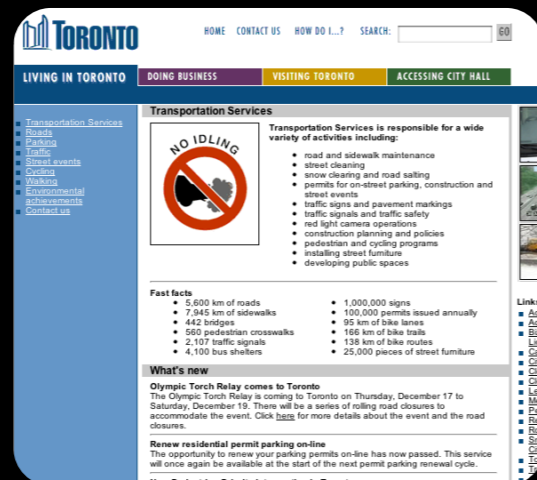 TORONTO
HOME CONTACT US HOW DO I...? SEARCH: GO
LIVING IN TORONTO DOING BUSINESS VISITING TORONTO ACCESSING CITY HALL
Transportation Services
Roads
Parking
Traffic
Street events
Cycling
Walking
Environmental
achievements
Contact us
Transportation Services
NO IDLING
Transportation Services is responsible for a wide
variety of activities including:
road and sidewalk maintenance
street cleaning
snow clearing and road salting
permits for on-street parking, construction and
street events
traffic signs and pavement markings
traffic signals and traffic safety
red light camera operations
construction planning and policies
pedestrian and cycling programs
installing street furniture
developing public spaces
Fast facts
5,600 km of roads
7,945 km of sidewalks
442 bridges
560 pedestrian crosswalks
2,107 traffic signals
4,100 bus shelters
1,000,000 signs
100,000 permits issued annually
95 km of bike lanes
166 km of bike trails
138 km of bike routes
25,000 pieces of street furniture
What's new
Olympic Torch Relay comes to Toronto
The Olympic Torch Relay is coming to Toronto on Thursday, December 17 to
Saturday, December 19. There will be a series of rolling road closures to
accommodate the event. Click here for more details about the event and the road
closures.
Renew residential permit parking on-line
The opportunity to renew your parking permits on-line has now passed. This service
will once again be available at the start of the next permit parking renewal cycle.
Links